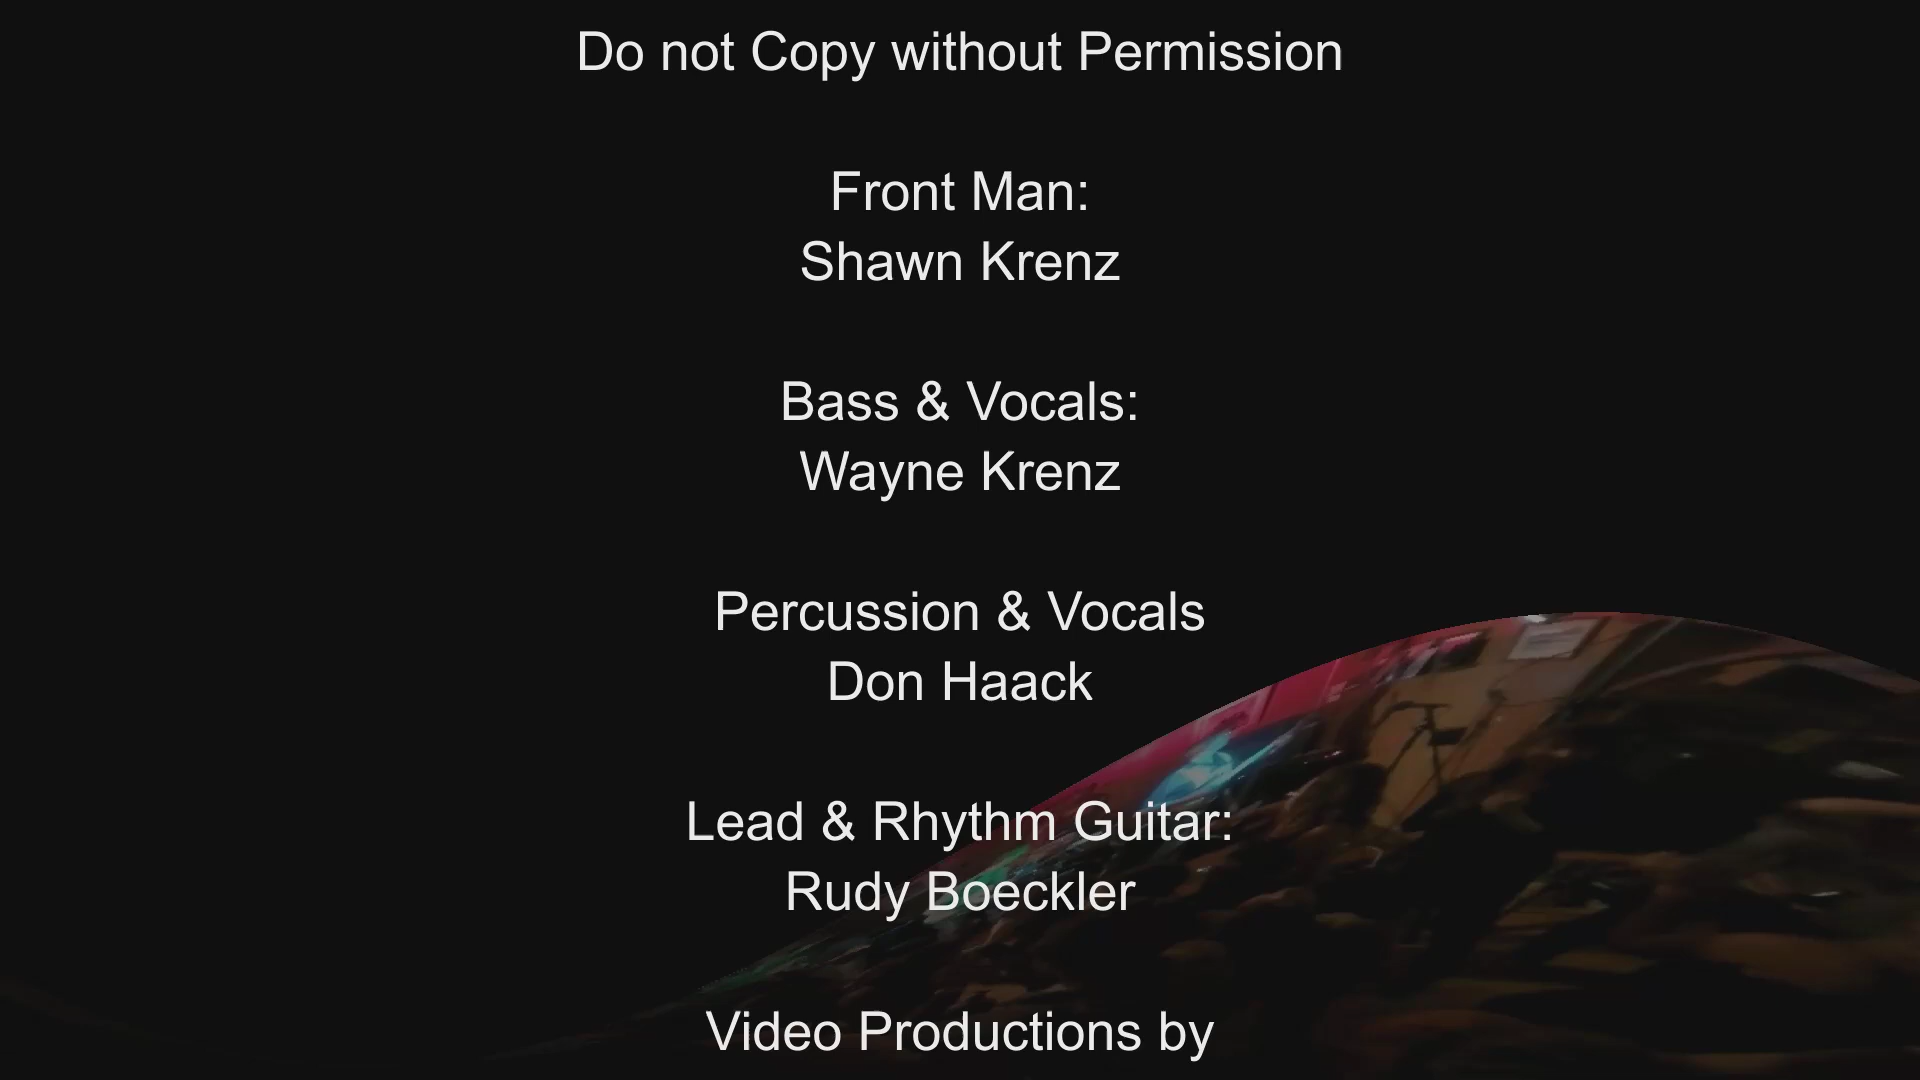 Do not Copy without Permission
Front Man:
Shawn Krenz
Bass & Vocals:
Wayne Krenz
Percussion & Vocals
Don Haack
Lead & Rhythm Guitar:
Rudy Boeckler
Video Productions by